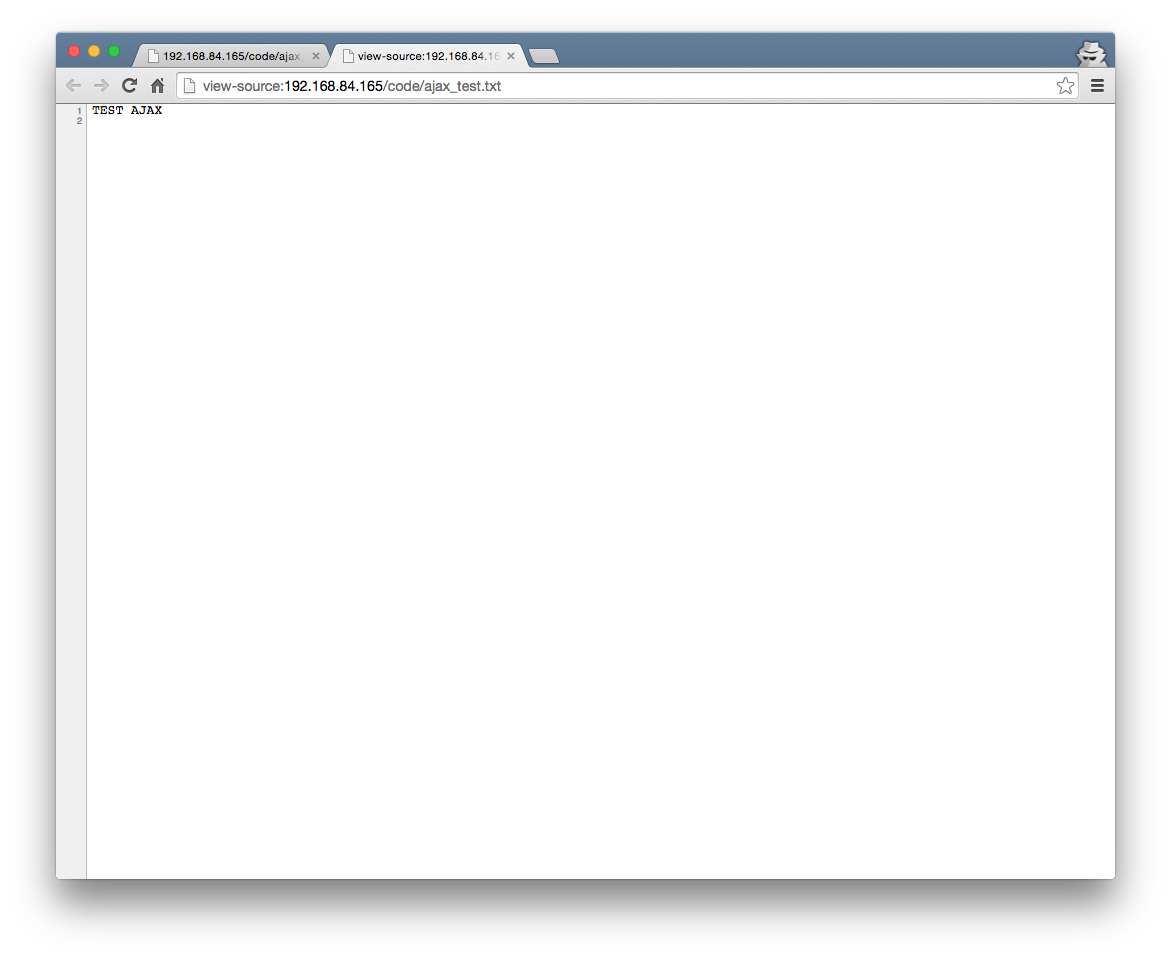 192.168.84.165/code/ajax
view-source:192.168.84.16
view-source:192.168.84.165/code/ajax_test.txt
1 TEST AJAX
2